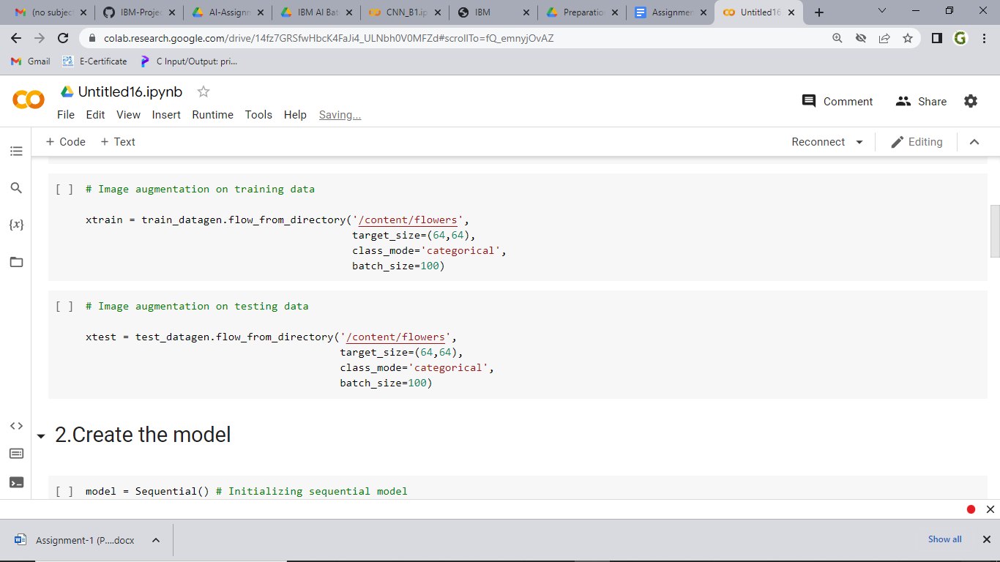 (no subjec
IBM-Projec
AI-Assignm
IBM AI Bat
CNN_B1.ip
IBM
Preparatio
Assignmen
Untitled16
colab.research.google.com/drive/14fz7GRSfwHbcK4FaJi4_ULNbh0V0MFZd#scrollTo=fQ_emnyjOvAZ
G
Gmail
E-Certificate
C Input/Output: pri...
Untitled16.ipynb
File Edit View Insert Runtime Tools Help Saving...
Comment
Share
+ Code + Text
Reconnect
Editing
[ ] # Image augmentation on training data
xtrain = train_datagen.flow_from_directory('/content/flowers',
target_size=(64,64),
class_mode='categorical',
batch_size=100)
{x}
[ ] # Image augmentation on testing data
xtest = test_datagen.flow_from_directory('/content/flowers',
target_size=(64,64),
class_mode='categorical',
batch_size=100)
2.Create the model
[ ] model = Sequential() # Initializing sequential model
Assignment-1 (P....docx
Show all